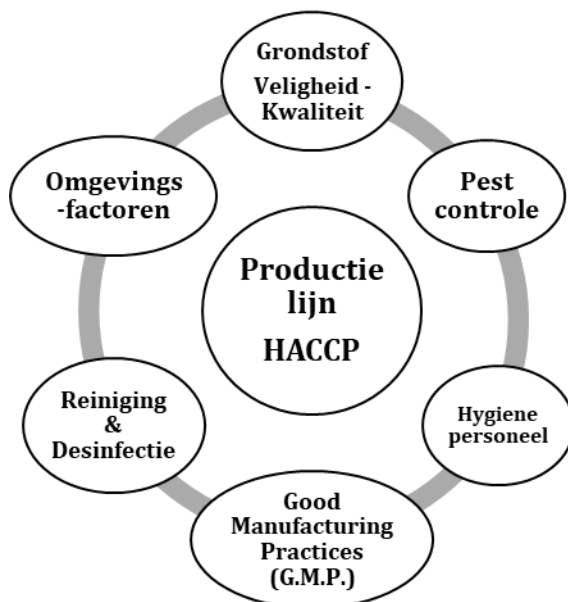 Grondstof
Veligheid -
Kwaliteit
Omgevings
-factoren
Pest
controle
Productie
lijn
HACCP
Reiniging
&
Desinfectie
Hygiene
personeel
Good
Manufacturing
Practices
(G.M.P.)